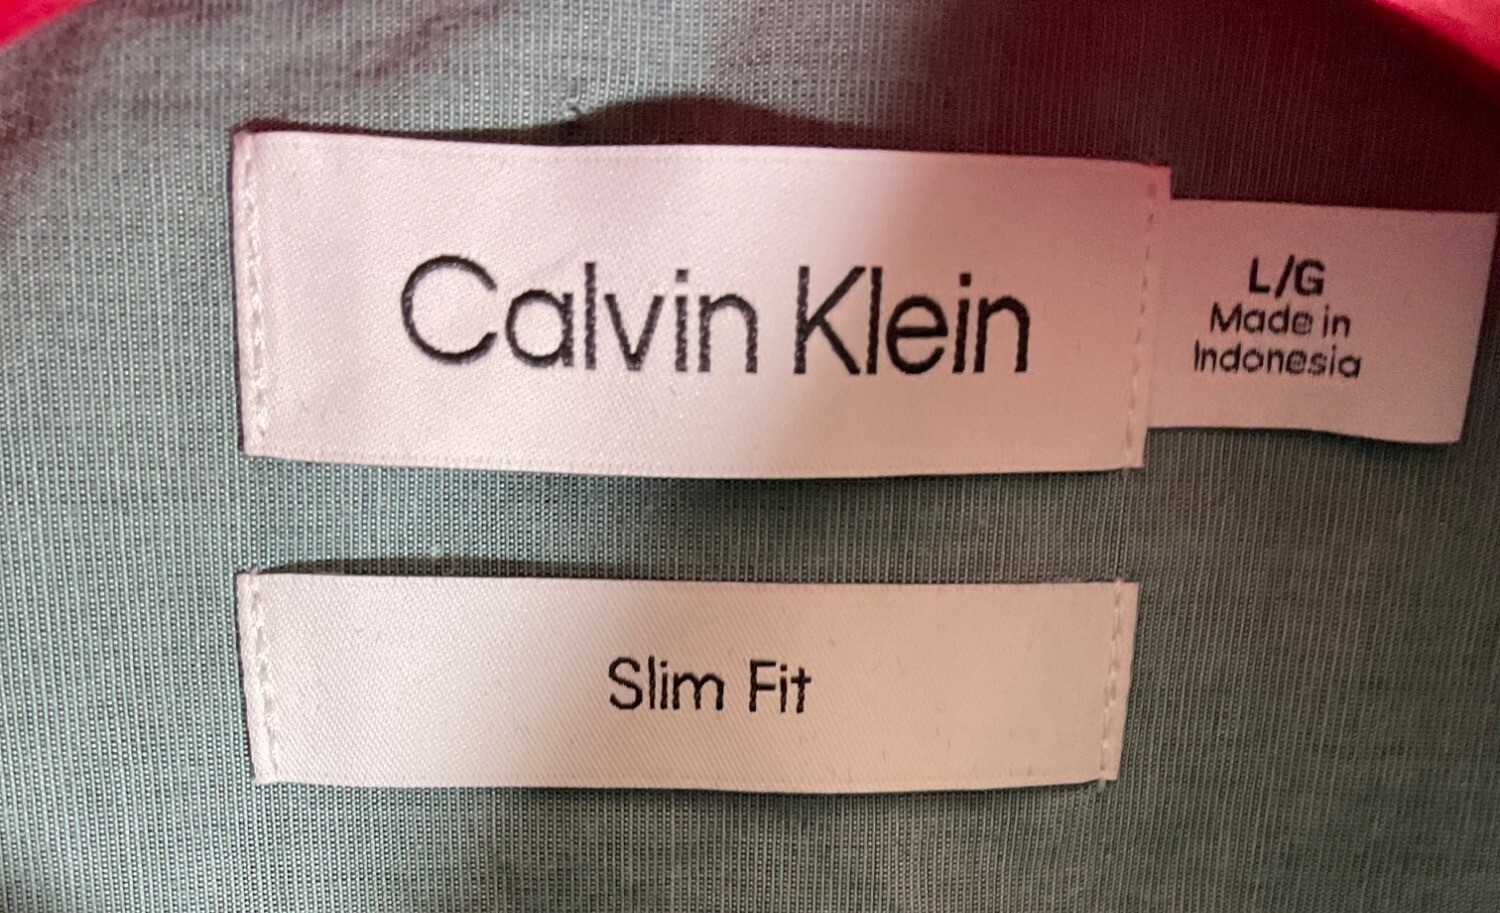 Calvin Klein
L/G
Made in
Indonesia
Slim Fit